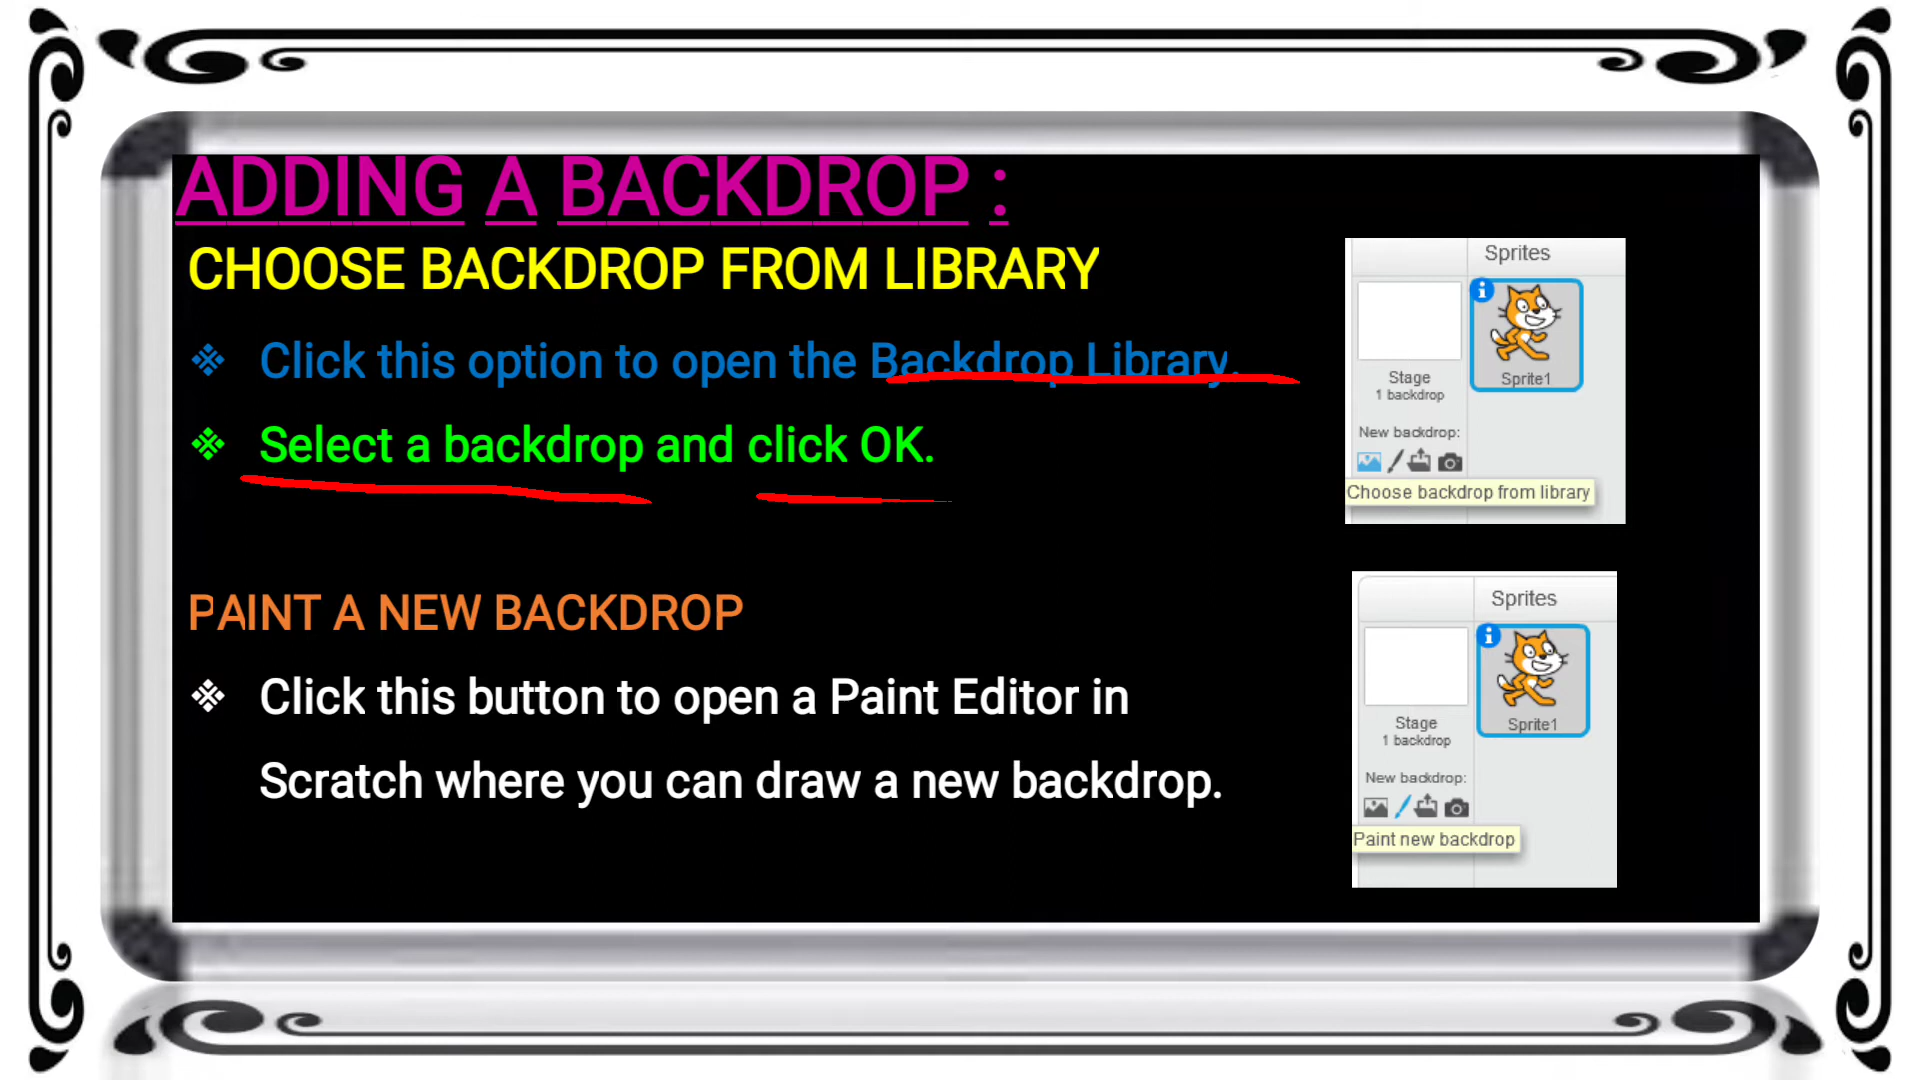 ADDING A BACKDROP :
CHOOSE BACKDROP FROM LIBRARY
Click this option to open the Backdrop Library.
Select a backdrop and click OK.
Sprites
Stage
1 backdrop
Sprite1
New backdrop:
Choose backdrop from library
PAINT A NEW BACKDROP
Click this button to open a Paint Editor in
Scratch where you can draw a new backdrop.
Sprites
Stage
1 backdrop
Sprite1
New backdrop:
Paint new backdrop